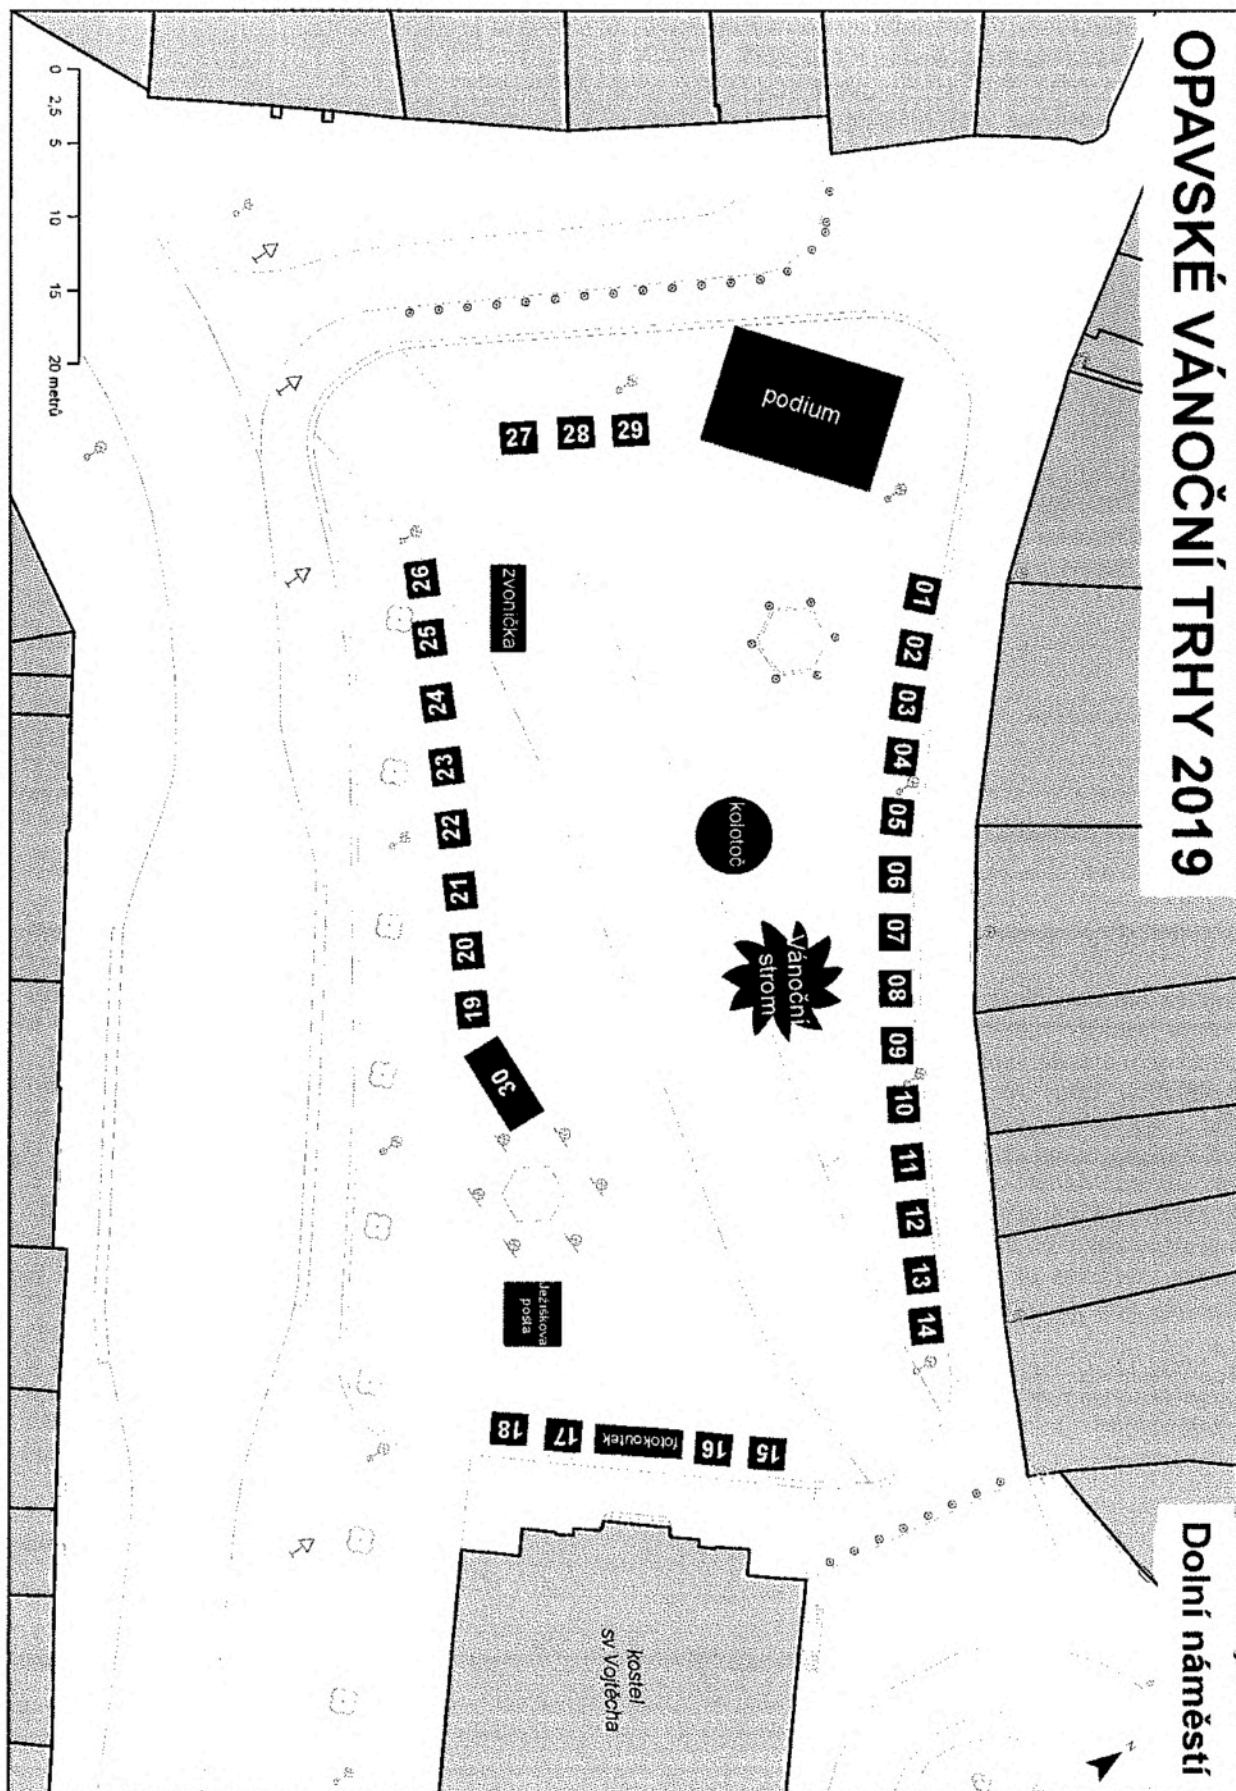 OPAVSKÉ VÁNOČNÍ TRHY 2019
Dolní náměstí
0 2,5 5 10 15 20 metrů
podium
27 28 29
zvonička
26
25
24
23
22
21
20
19
30
01
02
03
04
05
06
07
08
09
10
11
12
13
14
kolotoč
Vánoční
strom
Ježíškova
pošta
18 17 fotokoutek 16 15
kostel
sv.Vojtěcha
z